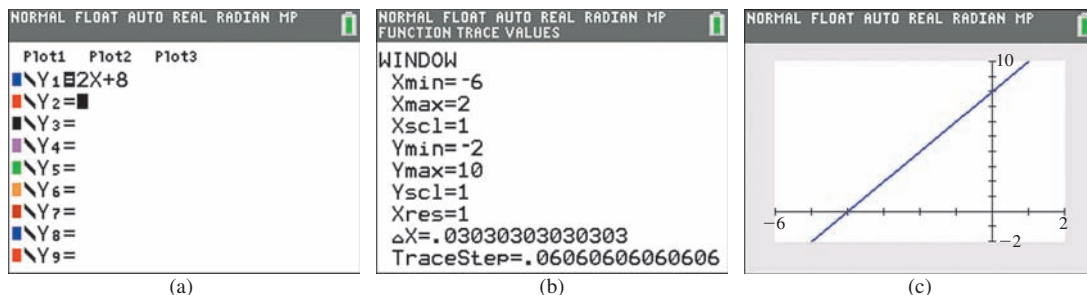 NORMAL FLOAT AUTO REAL RADIAN MP
Plot1 Plot2 Plot3
\Y1=2X+8
\Y2=
\Y3=
\Y4=
\Y5=
\Y6=
\Y7=
\Y8=
\Y9=
(a)
NORMAL FLOAT AUTO REAL RADIAN MP
FUNCTION TRACE VALUES
WINDOW
Xmin=-6
Xmax=2
Xscl=1
Ymin=-2
Ymax=10
Yscl=1
Xres=1
△X=.03030303030303
TraceStep=.06060606060606
(b)
NORMAL FLOAT AUTO REAL RADIAN MP
10
−6
2
−2
(c)